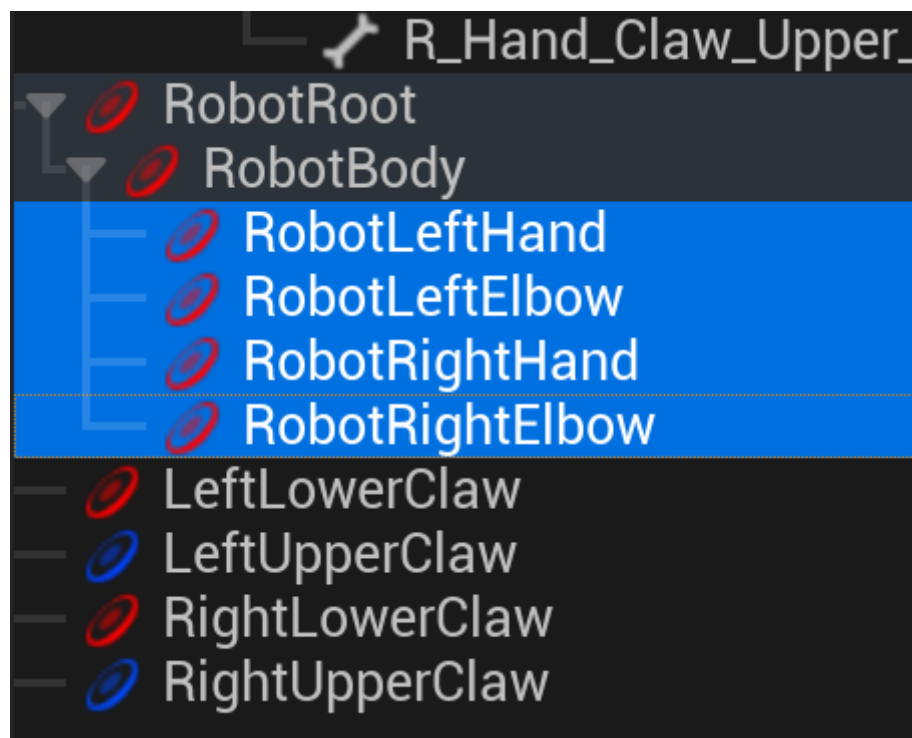 R_Hand_Claw_Upper_
RobotRoot
RobotBody
RobotLeftHand
RobotLeftElbow
RobotRightHand
RobotRightElbow
LeftLowerClaw
LeftUpperClaw
RightLowerClaw
RightUpperClaw